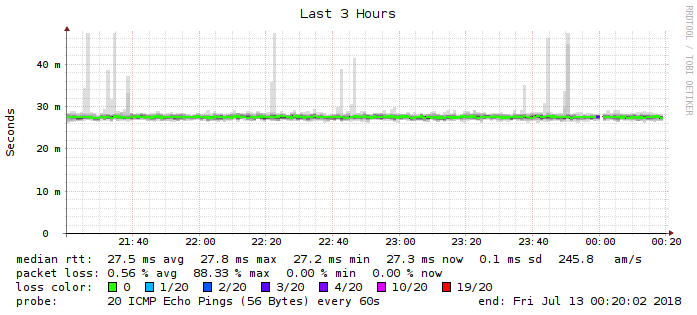 Last 3 Hours
RRDTOOL / TOBI OETIKER
Seconds
40 m
30 m
20 m
10 m
0
21:40 22:00 22:20 22:40 23:00 23:20 23:40 00:00 00:20
median rtt: 27.5 ms avg 27.8 ms max 27.2 ms min 27.3 ms now 0.1 ms sd 245.8 am/s
packet loss: 0.56 % avg 88.33 % max 0.00 % min 0.00 % now
loss color: 0 1/20 2/20 3/20 4/20 10/20 19/20
probe: 20 ICMP Echo Pings (56 Bytes) every 60s end: Fri Jul 13 00:20:02 2018